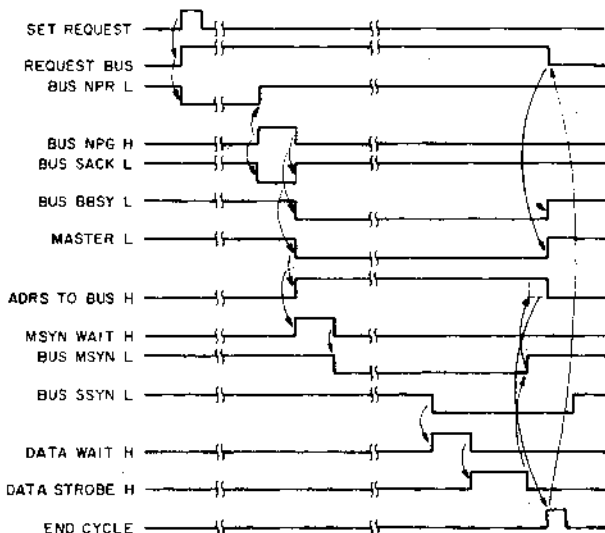 SET REQUEST
REQUEST BUS
BUS NPR L
BUS NPG H
BUS SACK L
BUS BBSY L
MASTER L
ADRS TO BUS H
MSYN WAIT H
BUS MSYN L
BUS SSYN L
DATA WAIT H
DATA STROBE H
END CYCLE